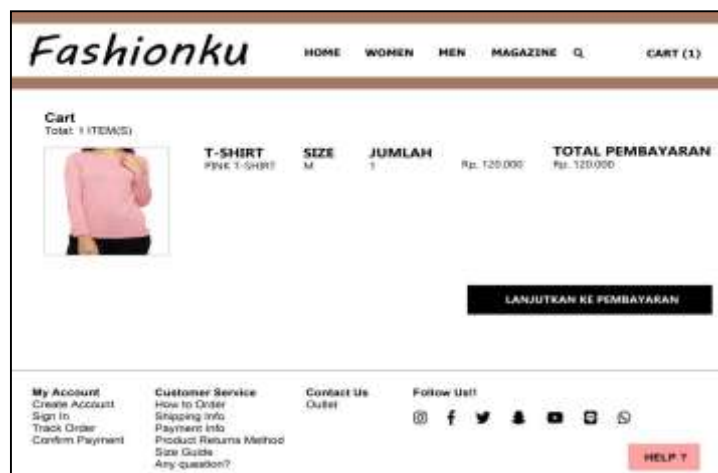 Fashionku
HOME WOMEN MEN MAGAZINE CART (1)
Cart
Total: 1 ITEM(S)
T-SHIRT SIZE JUMLAH TOTAL PEMBAYARAN
PINK T-SHIRT M 1 Rp. 120.000 Rp. 120.000
LANJUTKAN KE PEMBAYARAN
My Account Customer Service Contact Us Follow Us!!
Create Account How to Order Outlet
Sign In Shipping Info
Track Order Payment Info
Confirm Payment Product Returns Method
Size Guide
Any question?
HELP ?